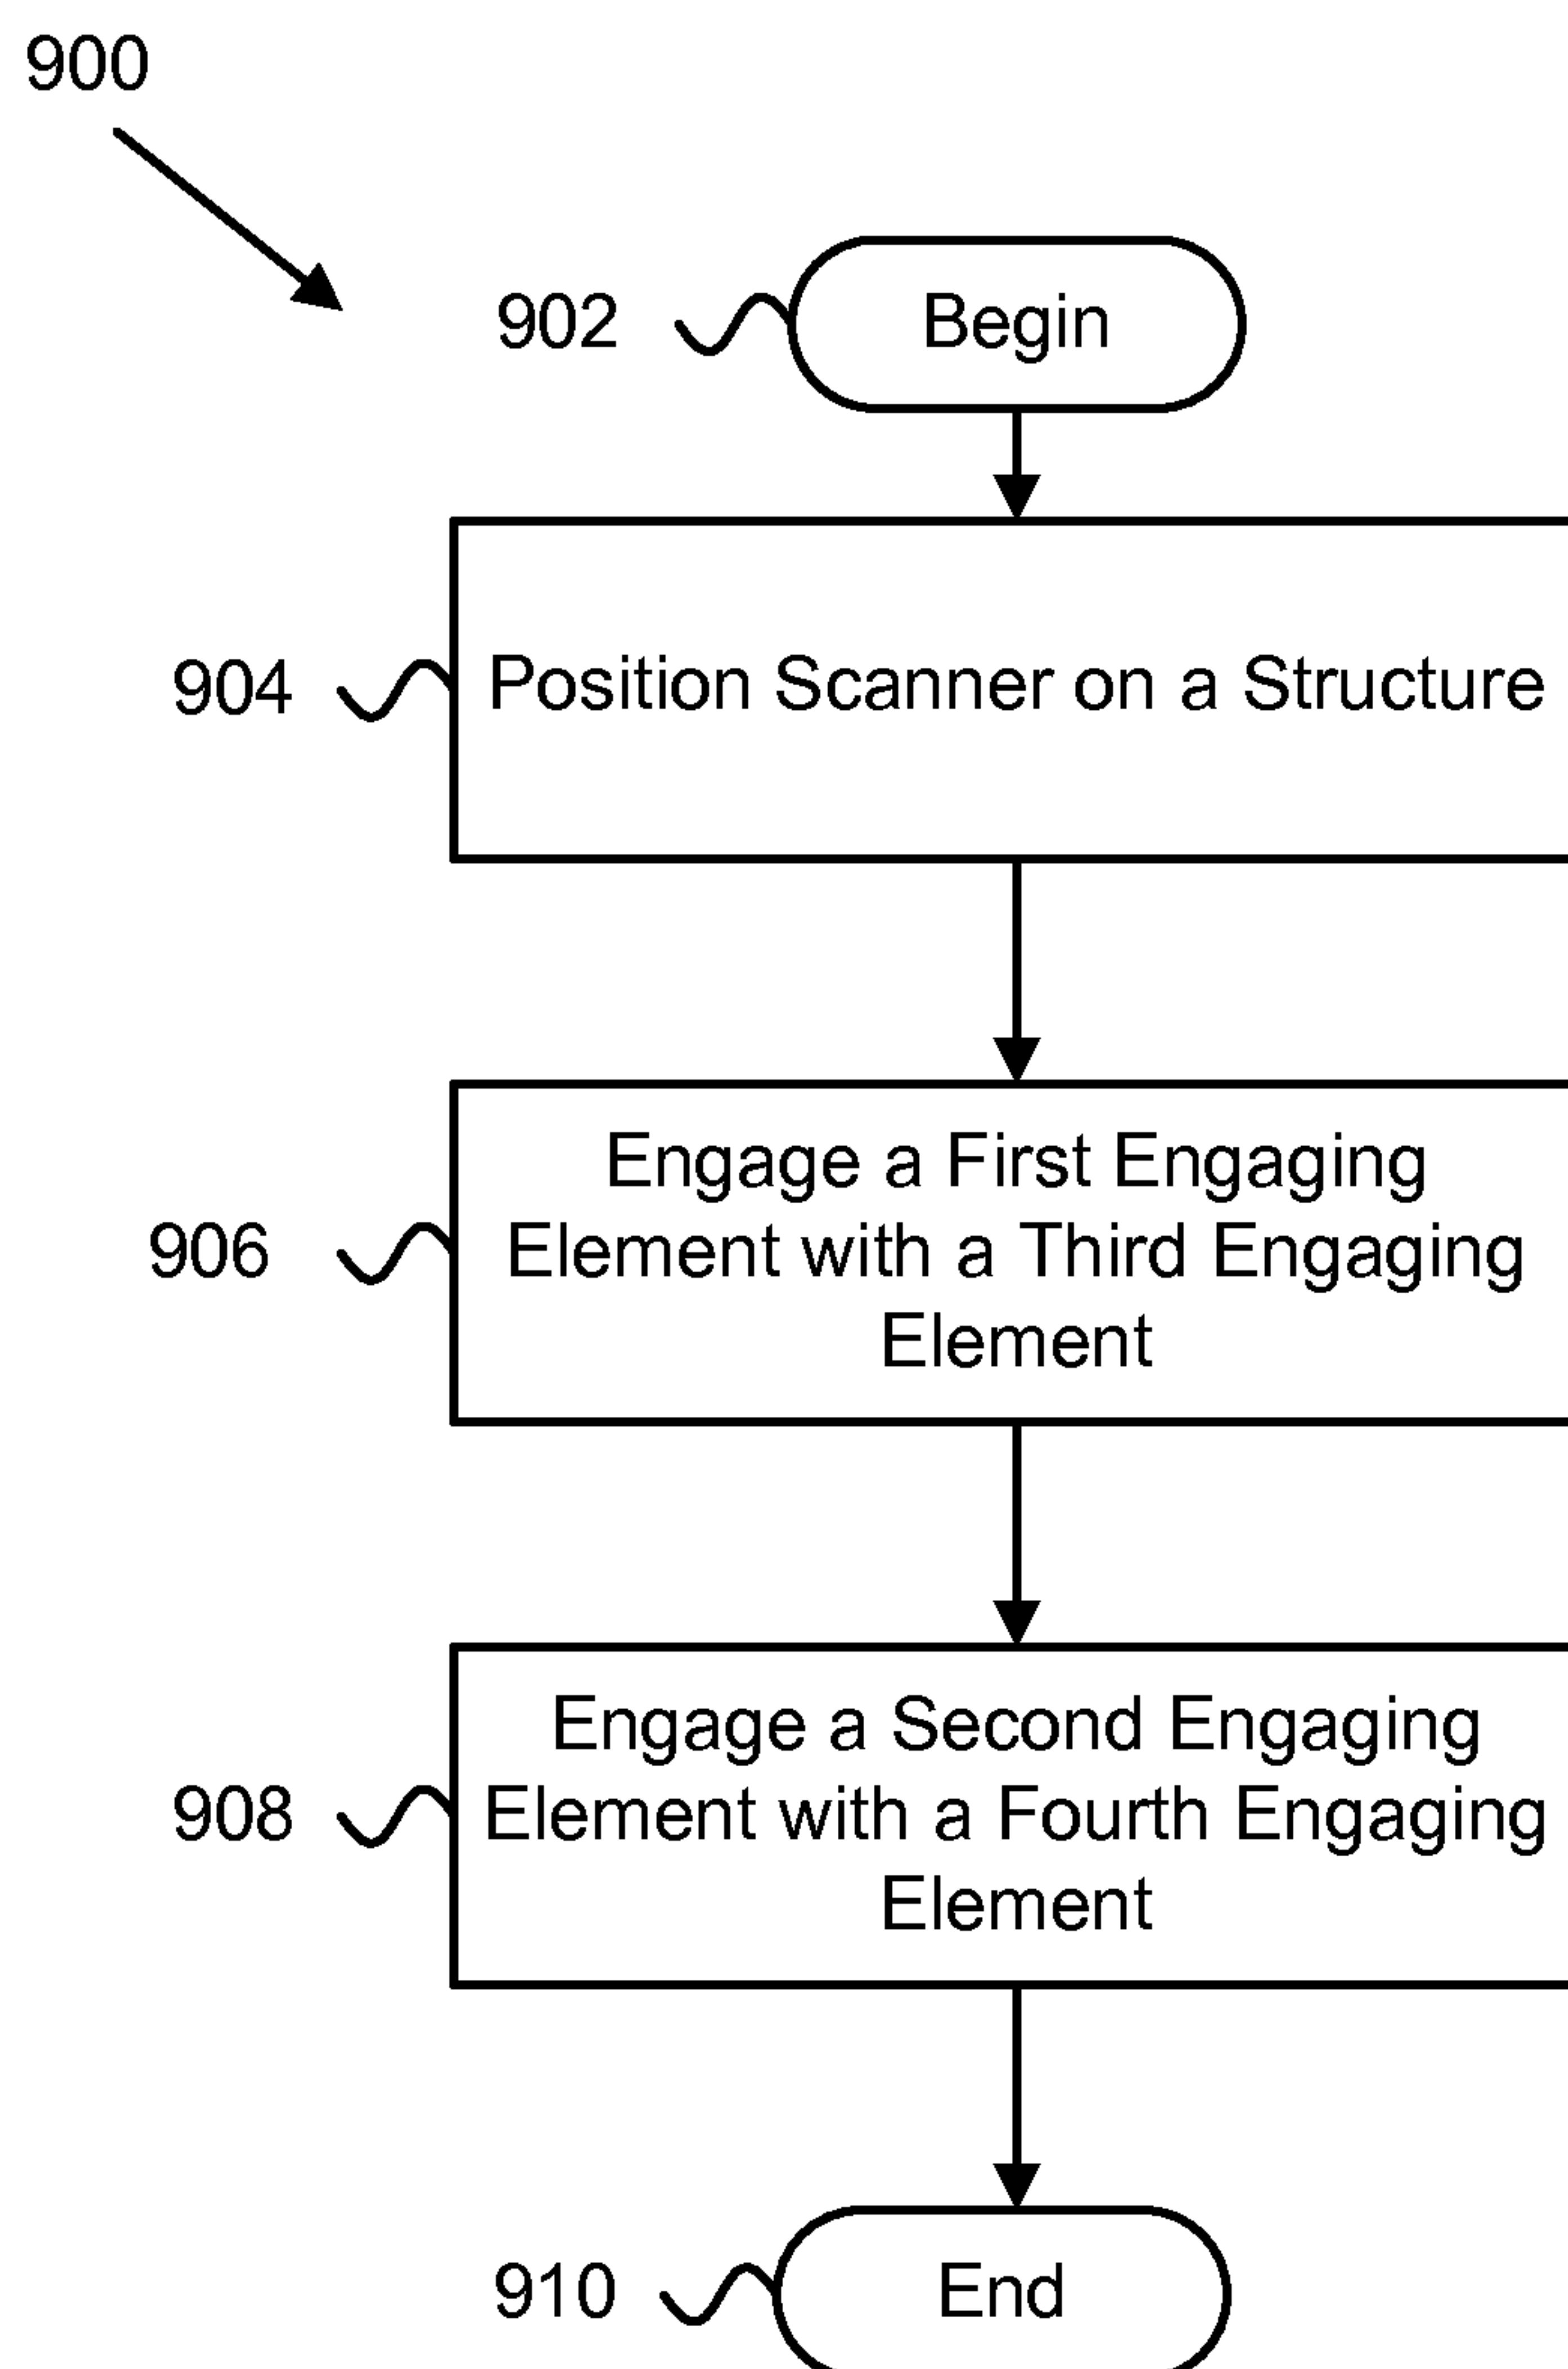 900
902
Begin
904
Position Scanner on a Structure
906
Engage a First Engaging
Element with a Third Engaging
Element
908
Engage a Second Engaging
Element with a Fourth Engaging
Element
910
End